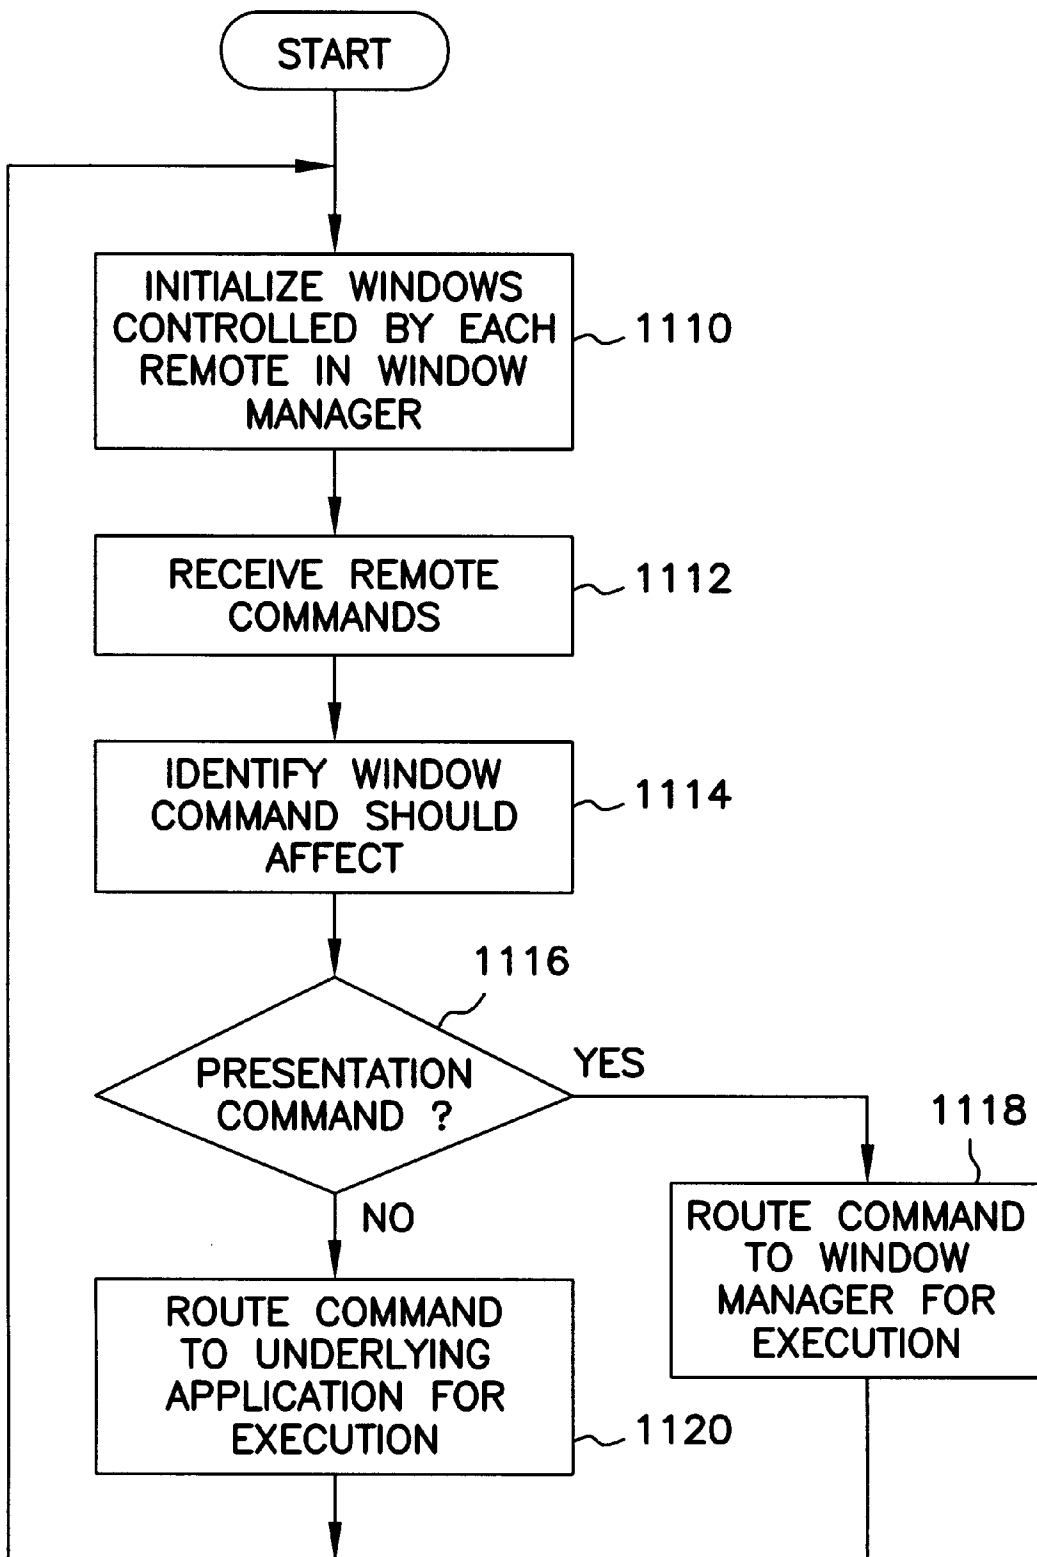 START
INITIALIZE WINDOWS
CONTROLLED BY EACH
REMOTE IN WINDOW
MANAGER
1110
RECEIVE REMOTE
COMMANDS
1112
IDENTIFY WINDOW
COMMAND SHOULD
AFFECT
1114
1116
PRESENTATION
COMMAND ?
YES
NO
1118
ROUTE COMMAND
TO WINDOW
MANAGER FOR
EXECUTION
ROUTE COMMAND
TO UNDERLYING
APPLICATION FOR
EXECUTION
1120